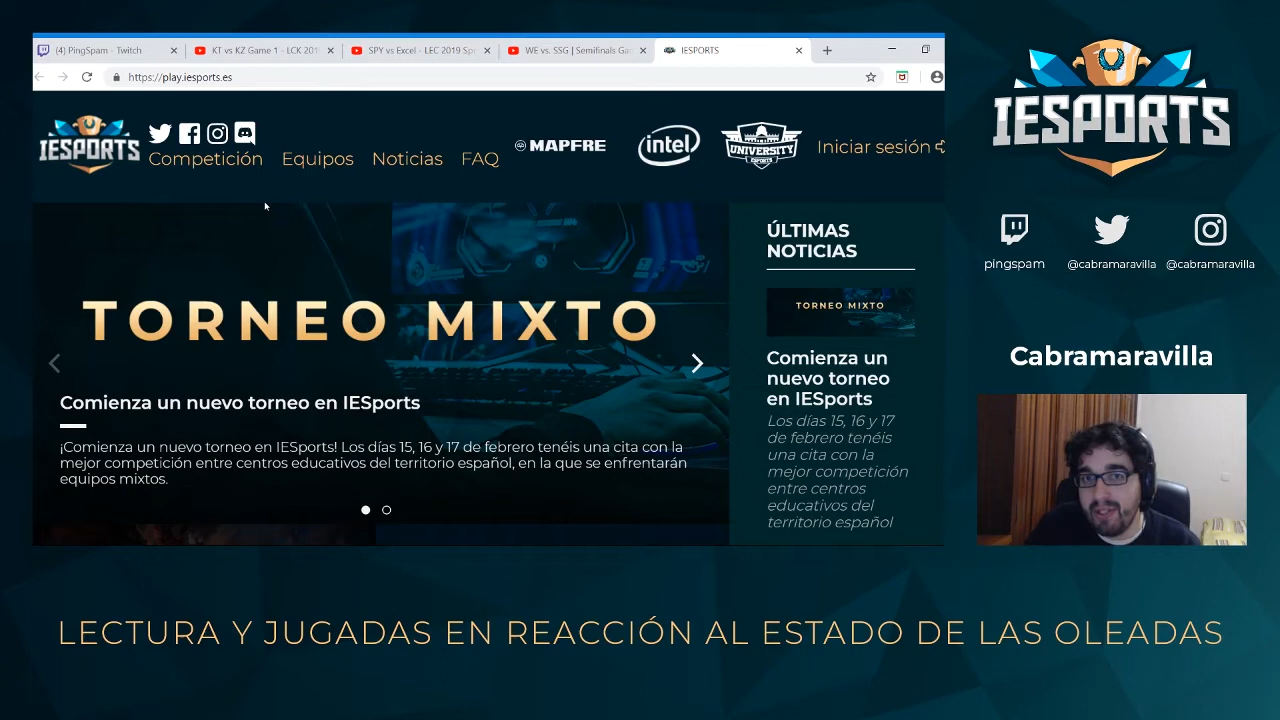 (4) PingSpam - Twitch
KT vs KZ Game 1 - LCK 201
SPY vs Excel - LEC 2019 Sp
WE vs. SSG | Semifinals Ga
IESPORTS
https://play.iesports.es
IESPORTS
Competición
Equipos
Noticias
FAQ
MAPFRE
intel
UNIVERSITY
ESPORTS
Iniciar sesión
TORNEO MIXTO
Comienza un nuevo torneo en IESports
¡Comienza un nuevo torneo en IESports! Los días 15, 16 y 17 de febrero tenéis una cita con la
mejor competición entre centros educativos del territorio español, en la que se enfrentarán
equipos mixtos.
ÚLTIMAS
NOTICIAS
TORNEO MIXTO
Comienza un
nuevo torneo
en IESports
Los días 15, 16 y 17
de febrero tenéis
una cita con la
mejor competición
entre centros
educativos del
territorio español
IESPORTS
pingspam
@cabramaravilla
@cabramaravilla
Cabramaravilla
LECTURA Y JUGADAS EN REACCIÓN AL ESTADO DE LAS OLEADAS